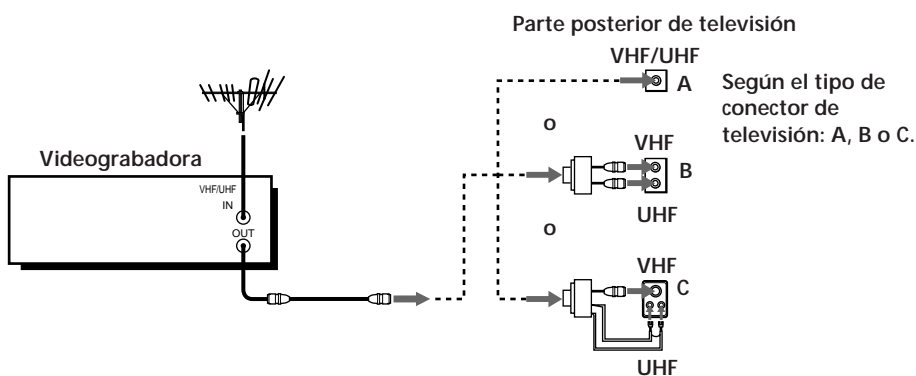 Parte posterior de televisión
VHF/UHF
A
Según el tipo de
conector de
televisión: A, B o C.
o
VHF
B
UHF
Videograbadora
VHF/UHF
IN
OUT
o
VHF
C
UHF